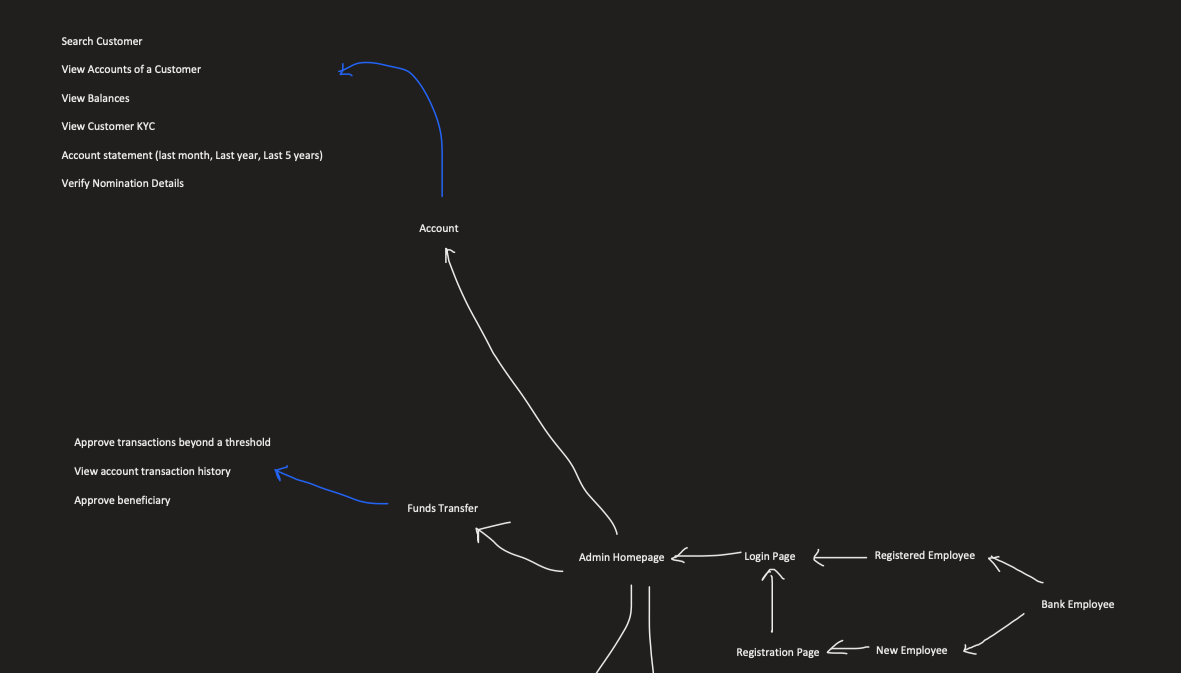 Search Customer
View Accounts of a Customer
View Balances
View Customer KYC
Account statement (last month, Last year, Last 5 years)
Verify Nomination Details
Account
Approve transactions beyond a threshold
View account transaction history
Approve beneficiary
Funds Transfer
Admin Homepage
Login Page
Registered Employee
Bank Employee
Registration Page
New Employee